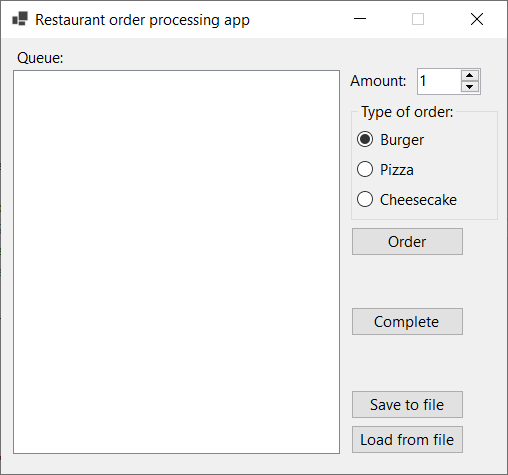 Restaurant order processing app
Queue:
Amount: 1
Type of order:
Burger
Pizza
Cheesecake
Order
Complete
Save to file
Load from file